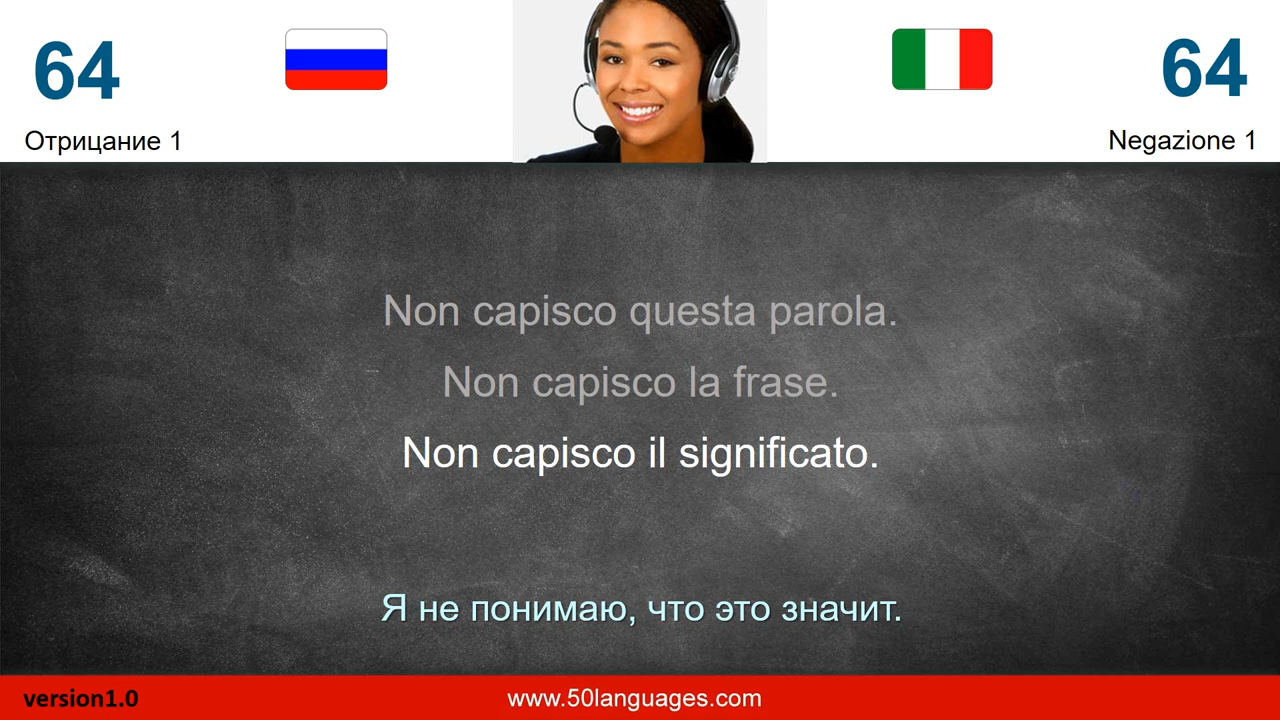 64
64
Отрицание 1
Negazione 1
Non capisco questa parola.
Non capisco la frase.
Non capisco il significato.
Я не понимаю, что это значит.
version1.0
www.50languages.com